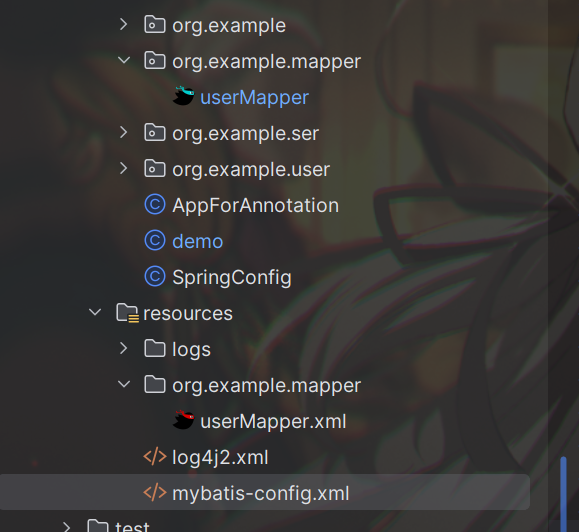 org.example
org.example.mapper
userMapper
org.example.ser
org.example.user
AppForAnnotation
demo
SpringConfig
resources
logs
org.example.mapper
userMapper.xml
log4j2.xml
mybatis-config.xml
test